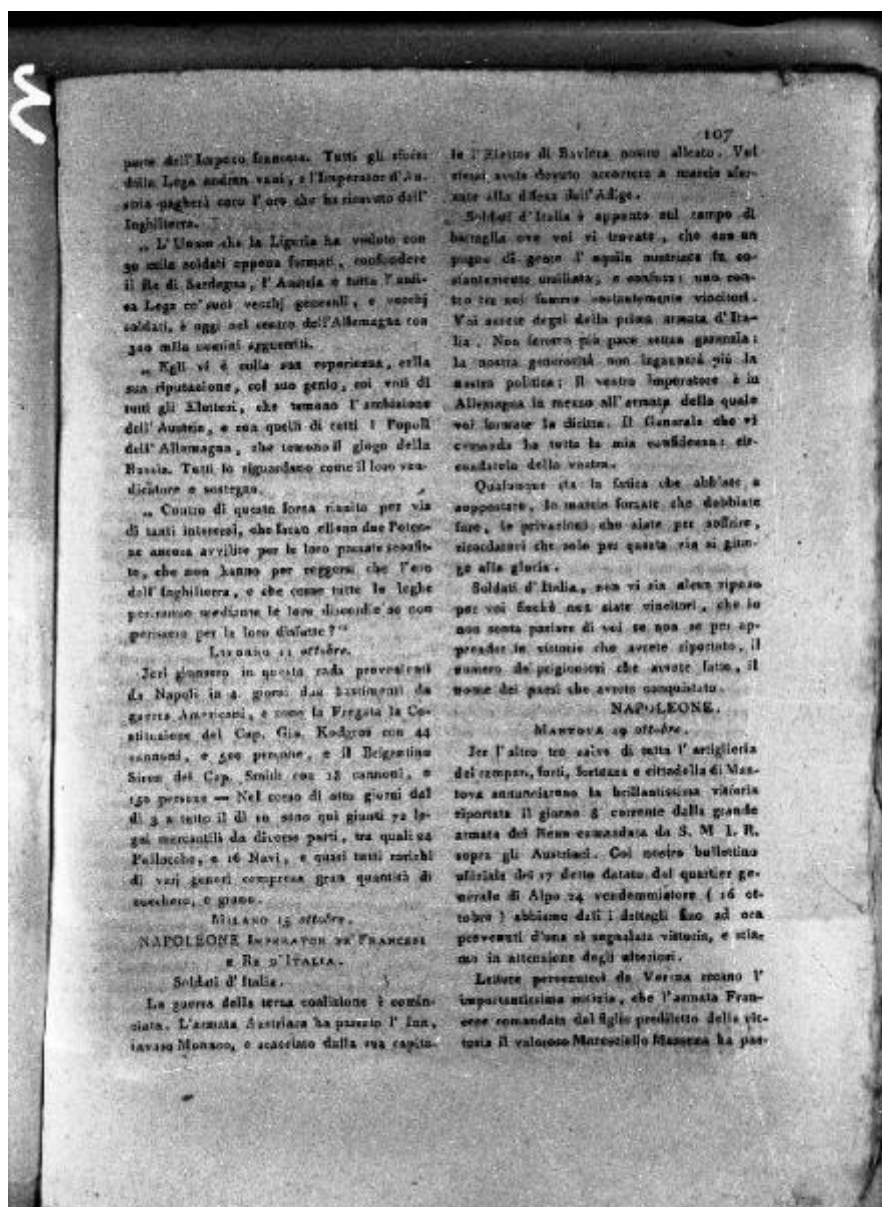 107
parte dell'Impero francese. Tutti gli sforzi
della Lega andran vani, e l'Imperator d'Au-
stria pagherà caro l'oro che ha ricevuto dall'
Inghilterra.
„ L'Uomo che la Liguria ha veduto con
30 mila soldati appena formati, confondere
il Re di Sardegna, l'Austria e tutta l'anti-
ca Lega co' suoi vecchj generali, e vecchj
soldati, è oggi nel centro dell'Allemagna con
300 mila uomini agguerriti.
„ Egli vi è colla sua esperienza, colla
sua riputazione, col suo genio, coi voti di
tutti gli Elettori, che temono l'ambizione
dell'Austria, e con quelli di tutti i Popoli
dell'Allemagna, che temono il giogo della
Russia. Tutti lo riguardano come il loro ven-
dicatore e sostegno.
„ Contro di questa forza riunita per via
di tanti interessi, che faran elleno due Poten-
ze ancora avvilite per le loro passate sconfit-
te, che non hanno per reggersi che l'oro
dell'Inghilterra, e che come tutte le leghe
periranno mediante le loro discordie se non
perissero per le loro disfatte?"
LIVORNO 11 ottobre.
Jeri giunsero in questa rada provenienti
da Napoli in 4 giorni due bastimenti da
guerra Americani, e sono la Fregata la Co-
stituzione del Cap. Gio. Rodgros con 44
cannoni, e 500 persone, e il Brigantino
Siren del Cap. Smith con 18 cannoni, e
150 persone — Nel corso di otto giorni dal
di 3 a tutto il di 10 sono qui giunti 72 le-
gni mercantili da diverse parti, tra quali 24
Pollacche, e 16 Navi, e quasi tutti carichi
di varj generi compresa gran quantità di
zucchero, e grano.
MILANO 15 ottobre.
NAPOLEONE IMPERATOR DE' FRANCESI
E RE D'ITALIA.
Soldati d'Italia.
La guerra della terza coalizione è comin-
ciata. L'armata Austriaca ha passato l'Inn,
invaso Monaco, e scacciato dalla sua capita-
le l'Elettor di Baviera nostro alleato. Voi
stessi avete dovuto accorrere a marcie sfor-
zate alla difesa dell'Adige.
Soldati d'Italia è appunto sul campo di
battaglia ove voi vi trovate, che con un
pugno di gente l'aquila austriaca fu co-
stantemente umiliata, e confusa: uno con-
tro tre noi fummo costantemente vincitori.
Voi sarete degni della prima armata d'Ita-
lia. Non faremo più pace senza garanzia:
la nostra generosità non ingannerà più la
nostra politica; Il vostro Imperatore è in
Allemagna in mezzo all'armata della quale
voi formate la diritta. Il Generale che vi
comanda ha tutta la mia confidenza: cir-
condatelo della vostra.
Qualunque sia la fatica che abbiate a
sopportare, le marcie forzate che dobbiate
fare, le privazioni che siate per soffrire,
ricordatevi che solo per questa via si giun-
ge alla gloria.
Soldati d'Italia, non vi sia alcun riposo
per voi finchè non siate vincitori, che io
non senta parlare di voi se non se per ap-
prender le vittorie che avrete riportato, il
numero de' prigionieri che avrete fatto, il
nome dei paesi che avrete conquistato.
NAPOLEONE.
MANTOVA 19 ottobre.
Jer l'altro tre salve di tutta l'artiglieria
dei rampari, forti, fortezza e cittadella di Man-
tova annunciarono la brillantissima vittoria
riportata il giorno 8 corrente dalla grande
armata del Reno comandata da S. M. I. R.
sopra gli Austriaci. Col nostro bullettino
ufiziale dei 17 detto datato dal quartier ge-
nerale di Alpo 24 vendemmiatore (16 ot-
tobre) abbiamo dati i dettagli fino ad ora
pervenuti d'una sì segnalata vittoria, e stia-
mo in attenzione degli ulteriori.
Lettere pervenuteci da Verona recano l'
importantissima notizia, che l'armata Fran-
cese comandata dal figlio prediletto della vit-
toria il valoroso Maresciallo Massena ha pas-